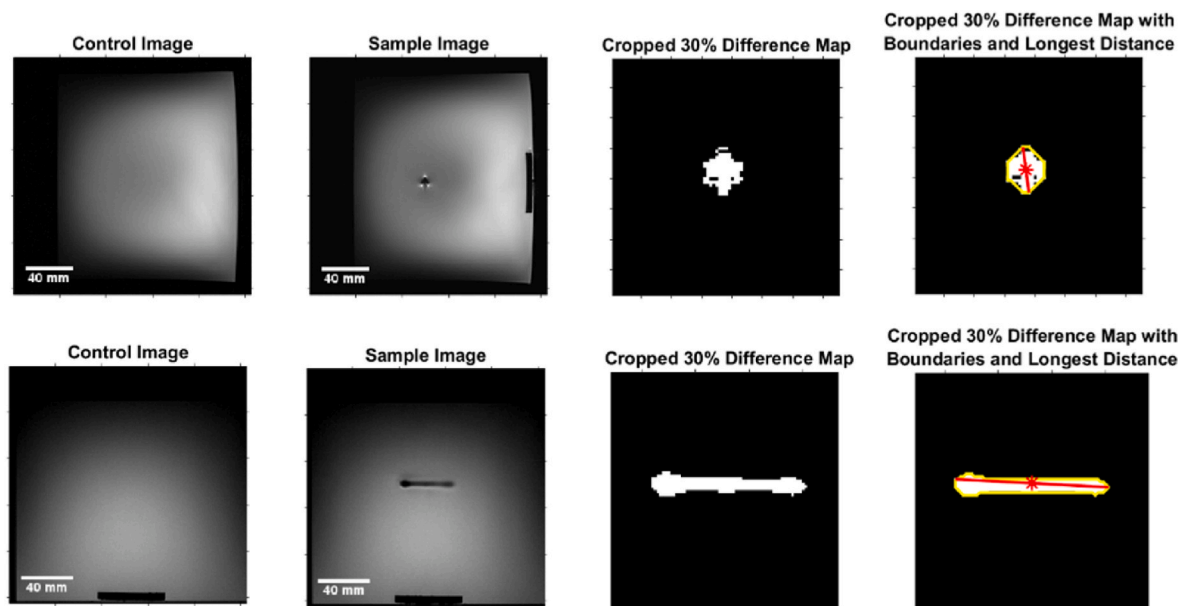 Control Image
Sample Image
Cropped 30% Difference Map
Cropped 30% Difference Map with
Boundaries and Longest Distance
40 mm
40 mm
Control Image
Sample Image
Cropped 30% Difference Map
Cropped 30% Difference Map with
Boundaries and Longest Distance
40 mm
40 mm